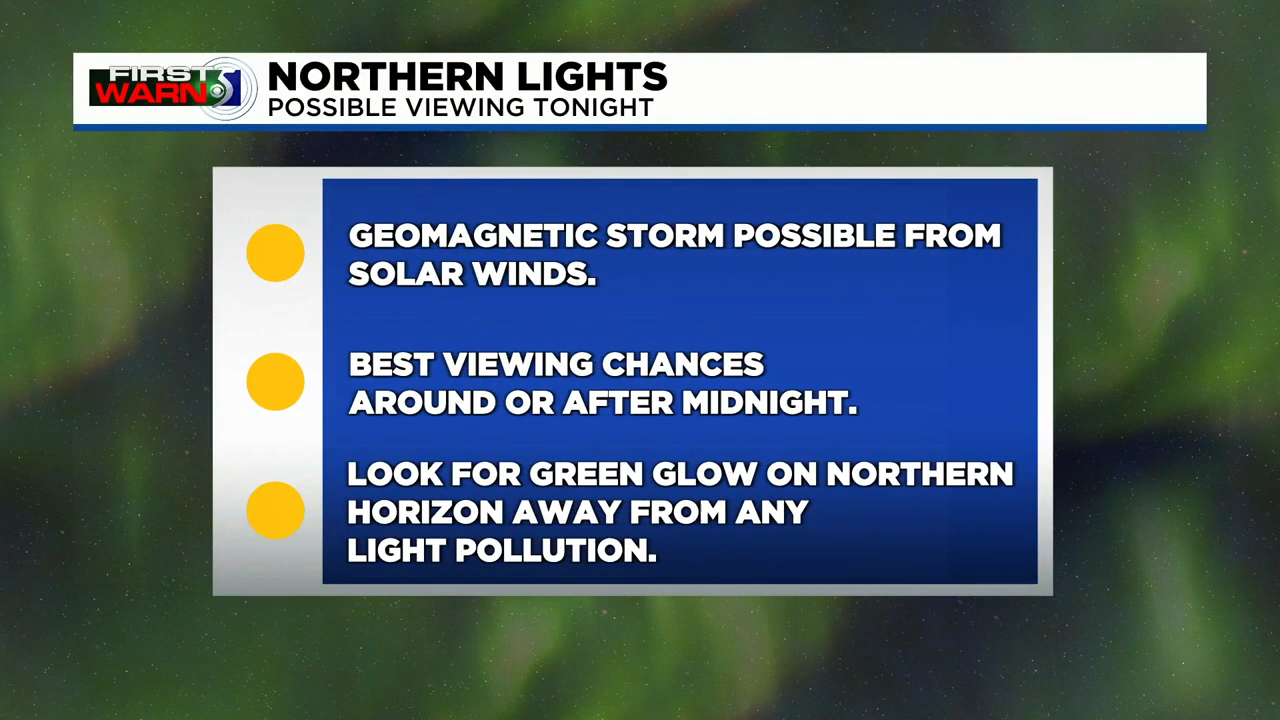 FIRST
WARN 5
NORTHERN LIGHTS
POSSIBLE VIEWING TONIGHT
GEOMAGNETIC STORM POSSIBLE FROM
SOLAR WINDS.
BEST VIEWING CHANCES
AROUND OR AFTER MIDNIGHT.
LOOK FOR GREEN GLOW ON NORTHERN
HORIZON AWAY FROM ANY
LIGHT POLLUTION.